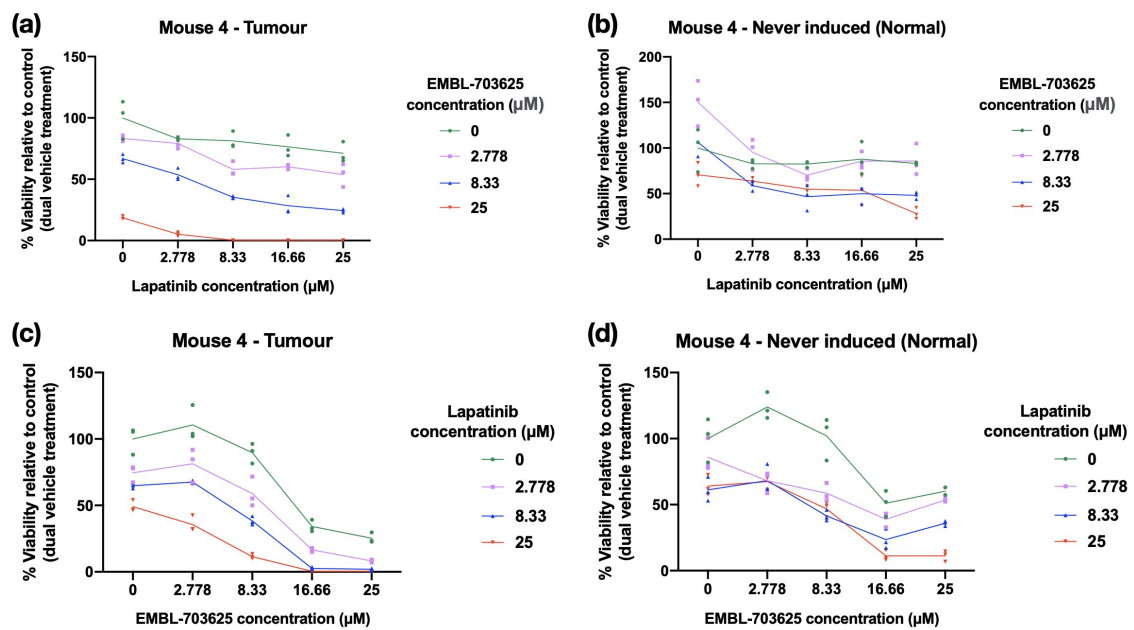 (a)
Mouse 4 - Tumour
% Viability relative to control
(dual vehicle treatment)
150
100
50
0
0 2.778 8.33 16.66 25
Lapatinib concentration (µM)
EMBL-703625
concentration (µM)
0
2.778
8.33
25
(b)
Mouse 4 - Never induced (Normal)
% Viability relative to control
(dual vehicle treatment)
200
150
100
50
0
0 2.778 8.33 16.66 25
Lapatinib concentration (µM)
EMBL-703625
concentration (µM)
0
2.778
8.33
25
(c)
Mouse 4 - Tumour
% Viability relative to control
(dual vehicle treatment)
150
100
50
0
0 2.778 8.33 16.66 25
EMBL-703625 concentration (µM)
Lapatinib
concentration (µM)
0
2.778
8.33
25
(d)
Mouse 4 - Never induced (Normal)
% Viability relative to control
(dual vehicle treatment)
150
100
50
0
0 2.778 8.33 16.66 25
EMBL-703625 concentration (µM)
Lapatinib
concentration (µM)
0
2.778
8.33
25